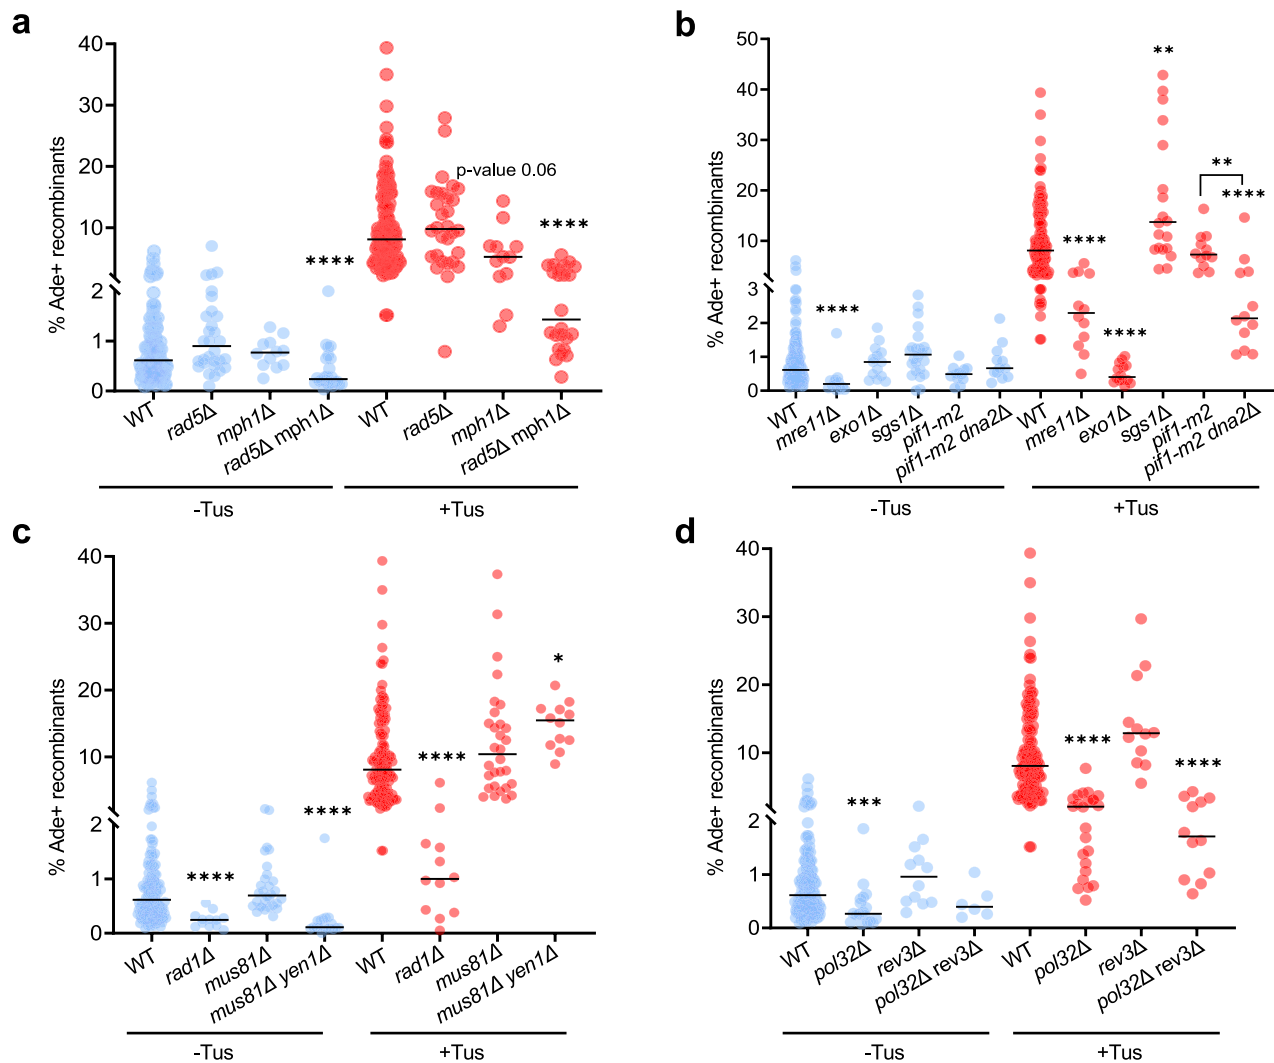 a
% Ade+ recombinants
40
30
20
10
2
1
0
p-value 0.06
****
****
WT
rad5Δ
mph1Δ
rad5Δ mph1Δ
WT
rad5Δ
mph1Δ
rad5Δ mph1Δ
-Tus
+Tus
b
% Ade+ recombinants
50
40
30
20
10
3
2
1
0
**
**
****
****
****
****
WT
mre11Δ
exo1Δ
sgs1Δ
pif1-m2
pif1-m2 dna2Δ
WT
mre11Δ
exo1Δ
sgs1Δ
pif1-m2
pif1-m2 dna2Δ
-Tus
+Tus
c
% Ade+ recombinants
40
30
20
10
2
1
0
*
****
****
****
WT
rad1Δ
mus81Δ
mus81Δ yen1Δ
WT
rad1Δ
mus81Δ
mus81Δ yen1Δ
-Tus
+Tus
d
% Ade+ recombinants
40
30
20
10
2
1
0
****
****
***
WT
pol32Δ
rev3Δ
pol32Δ rev3Δ
WT
pol32Δ
rev3Δ
pol32Δ rev3Δ
-Tus
+Tus